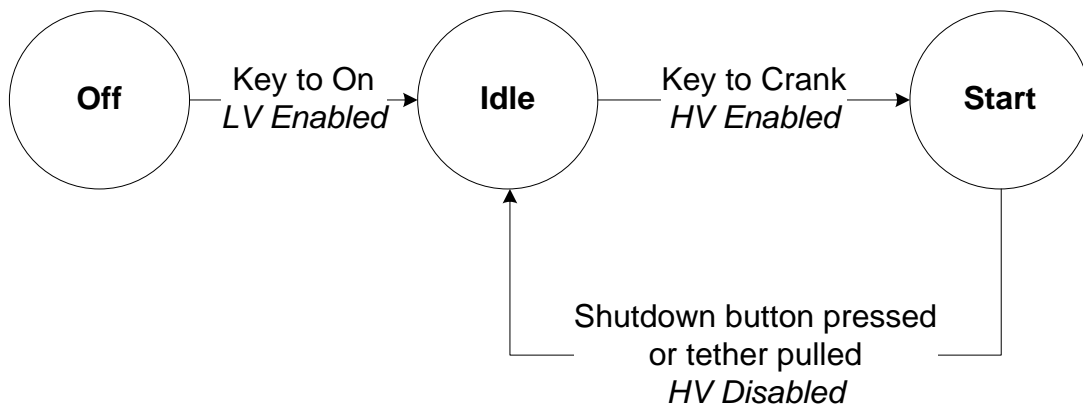 Off
Key to On
LV Enabled
Idle
Key to Crank
HV Enabled
Start
Shutdown button pressed
or tether pulled
HV Disabled